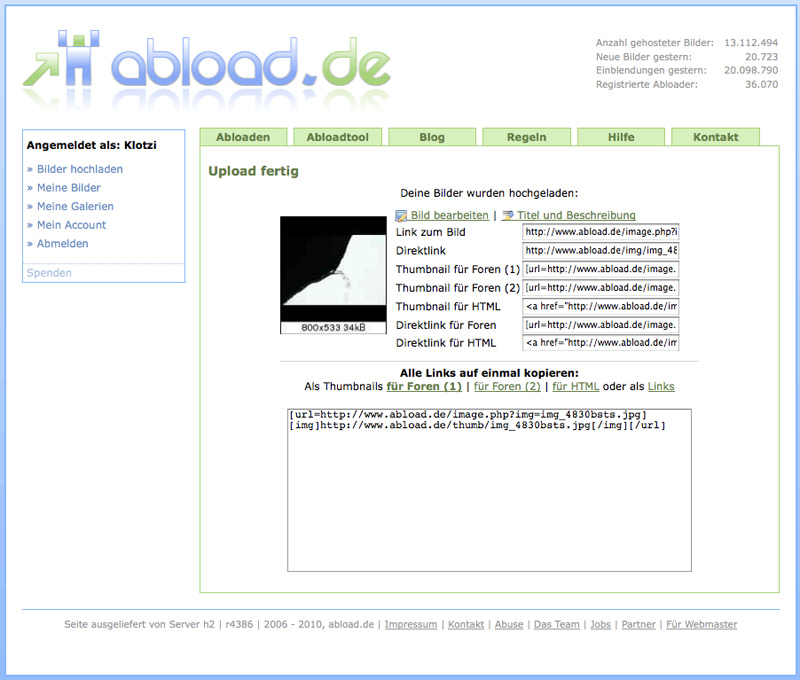 abload.de
Anzahl gehosteter Bilder: 13.112.494
Neue Bilder gestern: 20.723
Einblendungen gestern: 20.098.790
Registrierte Abloader: 36.070
Angemeldet als: Klotzi
» Bilder hochladen
» Meine Bilder
» Meine Galerien
» Mein Account
» Abmelden
Spenden
Abloaden Abloadtool Blog Regeln Hilfe Kontakt
Upload fertig
Deine Bilder wurden hochgeladen:
800x533 34kB
Bild bearbeiten | Titel und Beschreibung
Link zum Bild http://www.abload.de/image.php?i
Direktlink http://www.abload.de/img/img_48
Thumbnail für Foren (1) [url=http://www.abload.de/image.
Thumbnail für Foren (2) [url=http://www.abload.de/image.
Thumbnail für HTML <a href="http://www.abload.de/im
Direktlink für Foren [url=http://www.abload.de/image.
Direktlink für HTML <a href="http://www.abload.de/im
Alle Links auf einmal kopieren:
Als Thumbnails für Foren (1) | für Foren (2) | für HTML oder als Links
[url=http://www.abload.de/image.php?img=img_4830bsts.jpg]
[img]http://www.abload.de/thumb/img_4830bsts.jpg[/img][/url]
Seite ausgeliefert von Server h2 | r4386 | 2006 - 2010, abload.de | Impressum | Kontakt | Abuse | Das Team | Jobs | Partner | Für Webmaster